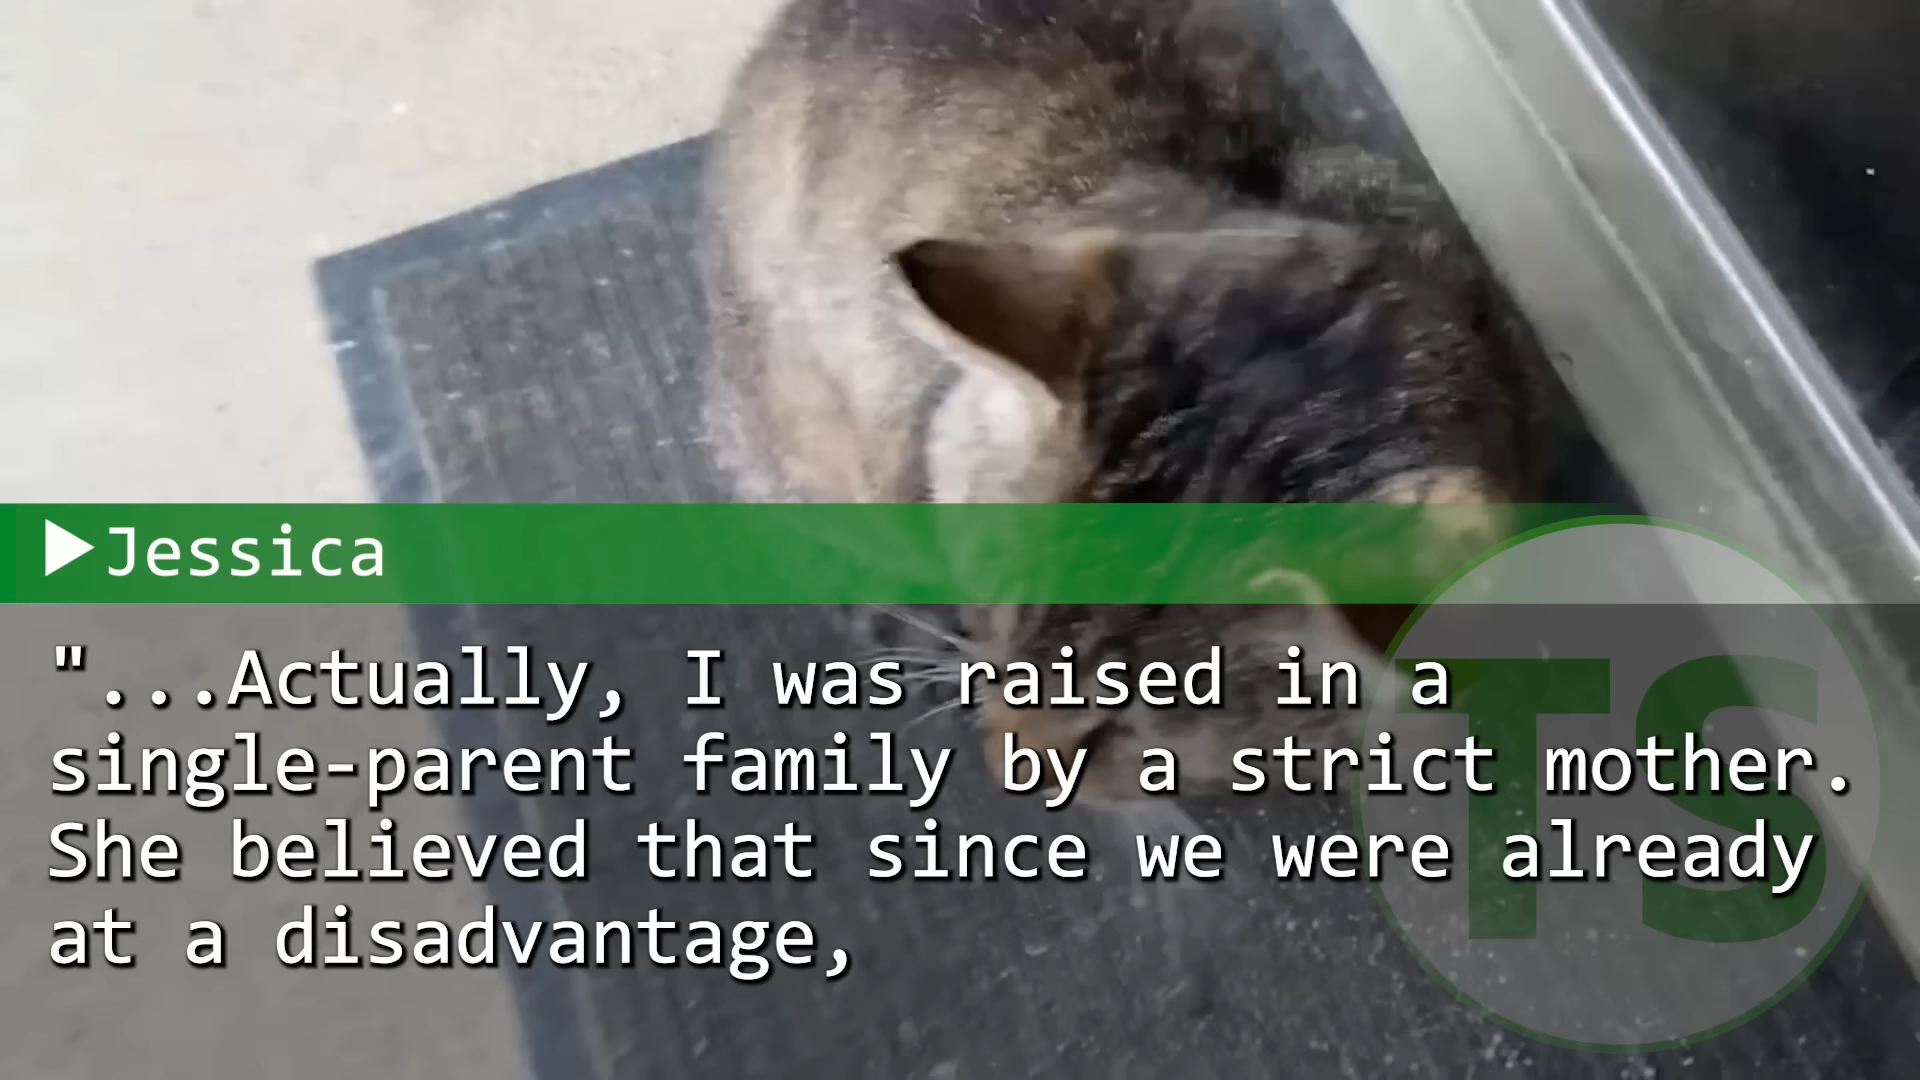 ▶Jessica
"...Actually, I was raised in a
single-parent family by a strict mother.
She believed that since we were already
at a disadvantage,
TS